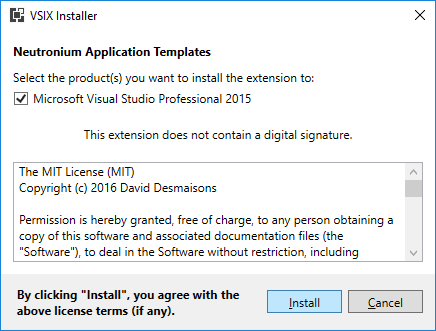 VSIX Installer
Neutronium Application Templates
Select the product(s) you want to install the extension to:
Microsoft Visual Studio Professional 2015
This extension does not contain a digital signature.
The MIT License (MIT)
Copyright (c) 2016 David Desmaisons
Permission is hereby granted, free of charge, to any person obtaining a
copy of this software and associated documentation files (the
"Software"), to deal in the Software without restriction, including
By clicking "Install", you agree with the
above license terms (if any).
Install
Cancel